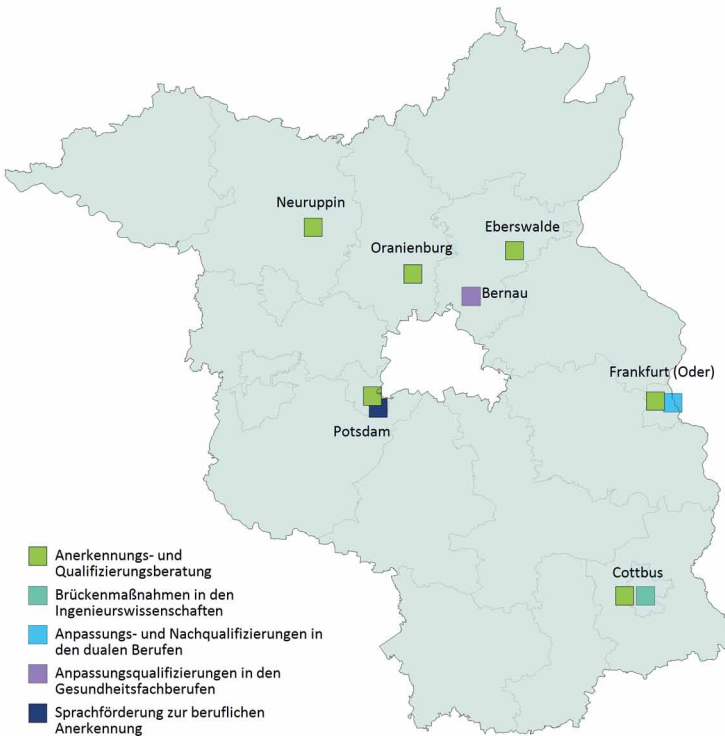 Neuruppin
Eberswalde
Oranienburg
Bernau
Frankfurt (Oder)
Potsdam
Cottbus
Anerkennungs- und
Qualifizierungsberatung
Brückenmaßnahmen in den
Ingenieurswissenschaften
Anpassungs- und Nachqualifizierungen in
den dualen Berufen
Anpassungsqualifizierungen in den
Gesundheitsfachberufen
Sprachförderung zur beruflichen
Anerkennung